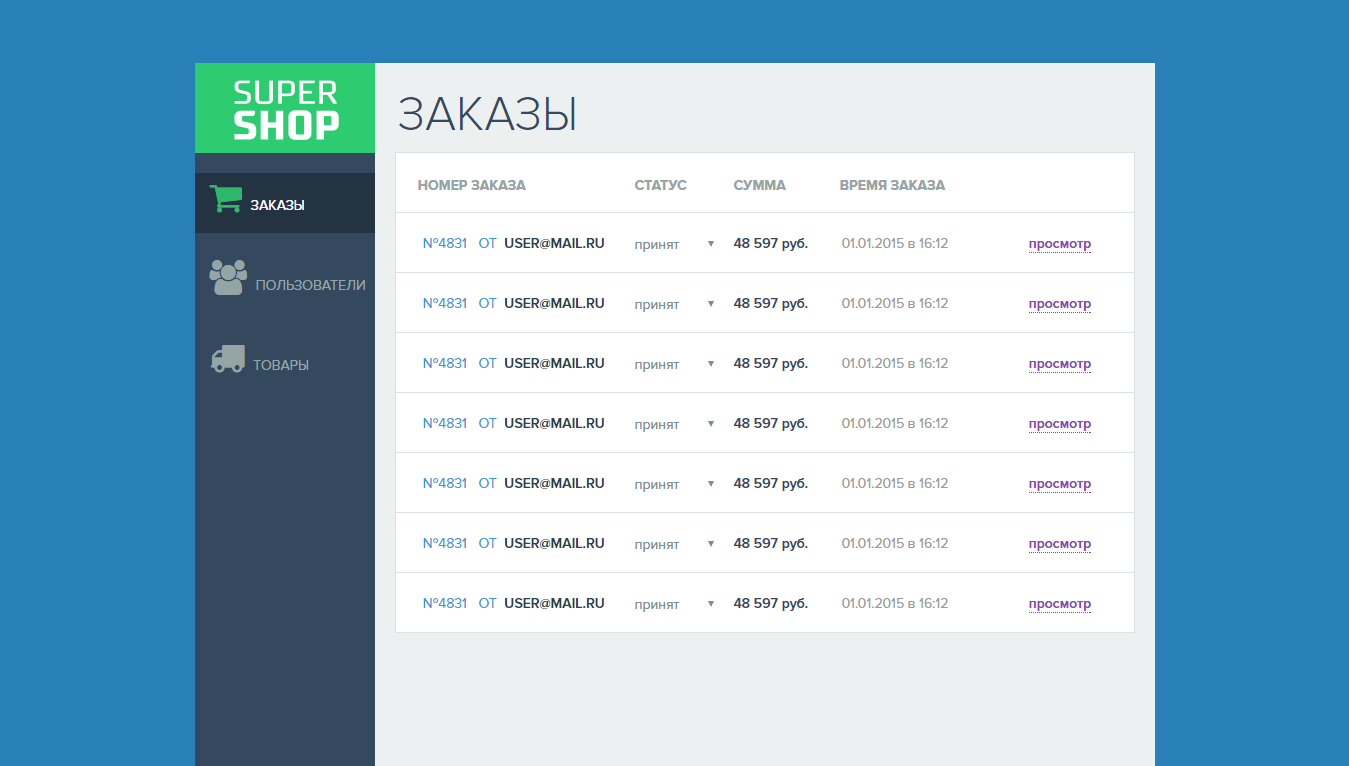 SUPER
SHOP
ЗАКАЗЫ
ПОЛЬЗОВАТЕЛИ
ТОВАРЫ
ЗАКАЗЫ
НОМЕР ЗАКАЗА СТАТУС СУММА ВРЕМЯ ЗАКАЗА
№4831 ОТ USER@MAIL.RU принят ▼ 48 597 руб. 01.01.2015 в 16:12 просмотр
№4831 ОТ USER@MAIL.RU принят ▼ 48 597 руб. 01.01.2015 в 16:12 просмотр
№4831 ОТ USER@MAIL.RU принят ▼ 48 597 руб. 01.01.2015 в 16:12 просмотр
№4831 ОТ USER@MAIL.RU принят ▼ 48 597 руб. 01.01.2015 в 16:12 просмотр
№4831 ОТ USER@MAIL.RU принят ▼ 48 597 руб. 01.01.2015 в 16:12 просмотр
№4831 ОТ USER@MAIL.RU принят ▼ 48 597 руб. 01.01.2015 в 16:12 просмотр
№4831 ОТ USER@MAIL.RU принят ▼ 48 597 руб. 01.01.2015 в 16:12 просмотр